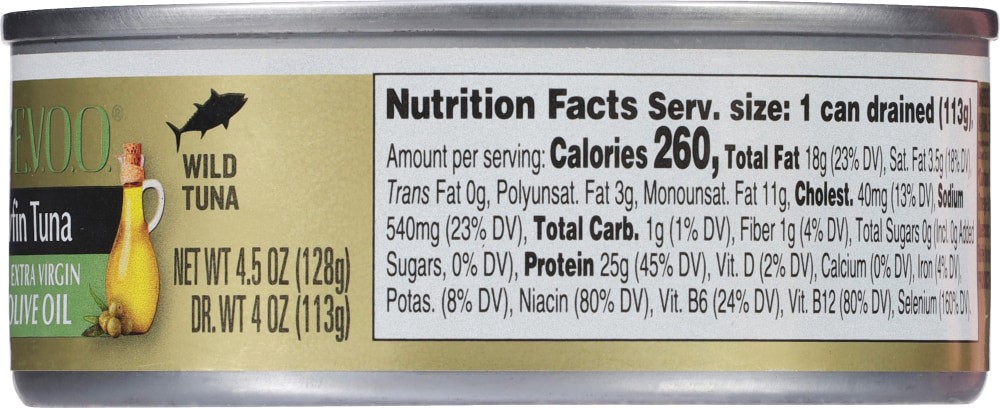 E.V.O.O.®
WILD
TUNA
fin Tuna
EXTRA VIRGIN
OLIVE OIL
NET WT 4.5 OZ (128g)
DR. WT 4 OZ (113g)
Nutrition Facts Serv. size: 1 can drained (113g),
Amount per serving: Calories 260, Total Fat 18g (23% DV), Sat. Fat 3.5g (18% DV),
Trans Fat 0g, Polyunsat. Fat 3g, Monounsat. Fat 11g, Cholest. 40mg (13% DV), Sodium
540mg (23% DV), Total Carb. 1g (1% DV), Fiber 1g (4% DV), Total Sugars 0g (Incl. 0g Added
Sugars, 0% DV), Protein 25g (45% DV), Vit. D (2% DV), Calcium (0% DV), Iron (4% DV),
Potas. (8% DV), Niacin (80% DV), Vit. B6 (24% DV), Vit. B12 (80% DV), Selenium (160% DV).